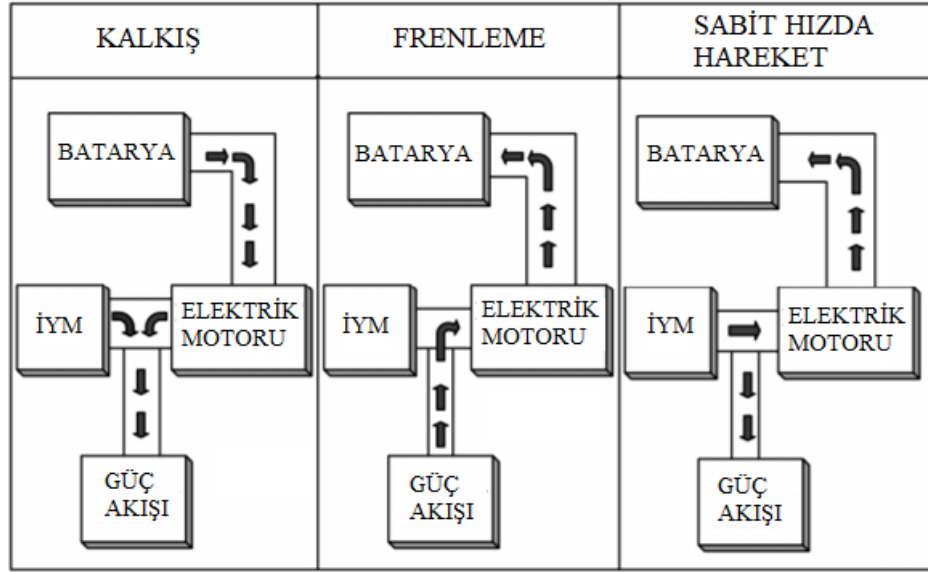 KALKIŞ
FRENLEME
SABİT HIZDA
HAREKET
BATARYA
İYM
ELEKTRİK
MOTORU
GÜÇ
AKIŞI
BATARYA
İYM
ELEKTRİK
MOTORU
GÜÇ
AKIŞI
BATARYA
İYM
ELEKTRİK
MOTORU
GÜÇ
AKIŞI